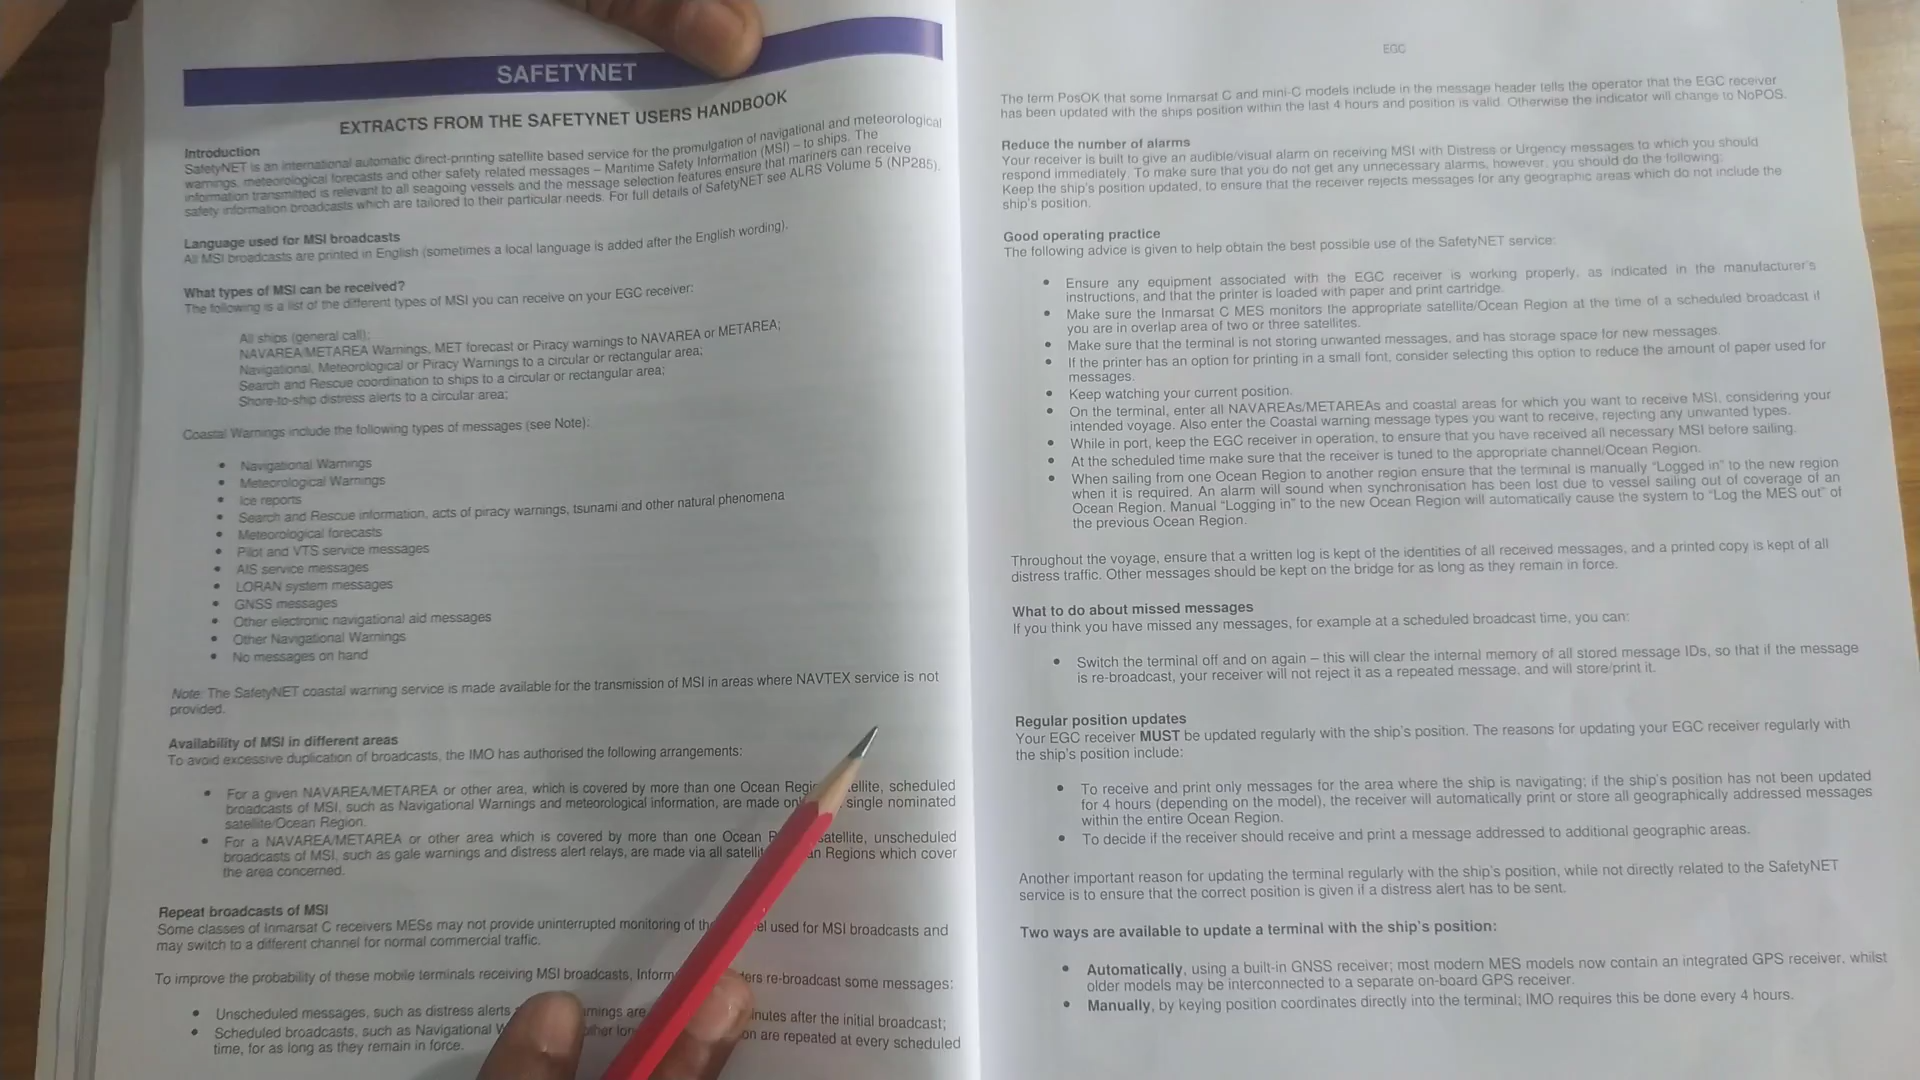 SAFETYNET
EXTRACTS FROM THE SAFETYNET USERS HANDBOOK
Introduction
SafetyNET is an international automatic direct-printing satellite based service for the promulgation of navigational and meteorological
warnings, meteorological forecasts and other safety related messages – Maritime Safety Information (MSI) – to ships. The
information transmitted is relevant to all seagoing vessels and the message selection features ensure that mariners can receive
safety information broadcasts which are tailored to their particular needs. For full details of SafetyNET see ALRS Volume 5 (NP285).
Language used for MSI broadcasts
All MSI broadcasts are printed in English (sometimes a local language is added after the English wording).
What types of MSI can be received?
The following is a list of the different types of MSI you can receive on your EGC receiver:
All ships (general call);
NAVAREA/METAREA Warnings, MET forecast or Piracy warnings to NAVAREA or METAREA;
Navigational, Meteorological or Piracy Warnings to a circular or rectangular area;
Search and Rescue coordination to ships to a circular or rectangular area;
Shore-to-ship distress alerts to a circular area;
Coastal Warnings include the following types of messages (see Note):
• Navigational Warnings
• Meteorological Warnings
• Ice reports
• Search and Rescue information, acts of piracy warnings, tsunami and other natural phenomena
• Meteorological forecasts
• Pilot and VTS service messages
• AIS service messages
• LORAN system messages
• GNSS messages
• Other electronic navigational aid messages
• Other Navigational Warnings
• No messages on hand
Note: The SafetyNET coastal warning service is made available for the transmission of MSI in areas where NAVTEX service is not
provided.
Availability of MSI in different areas
To avoid excessive duplication of broadcasts, the IMO has authorised the following arrangements:
• For a given NAVAREA/METAREA or other area, which is covered by more than one Ocean Region satellite, scheduled
broadcasts of MSI, such as Navigational Warnings and meteorological information, are made only single nominated
satellite/Ocean Region.
• For a NAVAREA/METAREA or other area which is covered by more than one Ocean satellite, unscheduled
broadcasts of MSI, such as gale warnings and distress alert relays, are made via all Regions which cover
the area concerned.
Repeat broadcasts of MSI
Some classes of Inmarsat C receivers MESs may not provide uninterrupted monitoring of the used for MSI broadcasts and
may switch to a different channel for normal commercial traffic.
To improve the probability of these mobile terminals receiving MSI broadcasts, re-broadcast some messages:
• Unscheduled messages, such as distress alerts are minutes after the initial broadcast;
• Scheduled broadcasts, such as Navigational are repeated at every scheduled
time, for as long as they remain in force.
EGC
The term PosOK that some Inmarsat C and mini-C models include in the message header tells the operator that the EGC receiver
has been updated with the ships position within the last 4 hours and position is valid. Otherwise the indicator will change to NoPOS.
Reduce the number of alarms
Your receiver is built to give an audible/visual alarm on receiving MSI with Distress or Urgency messages to which you should
respond immediately. To make sure that you do not get any unnecessary alarms, however, you should do the following:
Keep the ship's position updated, to ensure that the receiver rejects messages for any geographic areas which do not include the
ship's position.
Good operating practice
The following advice is given to help obtain the best possible use of the SafetyNET service:
• Ensure any equipment associated with the EGC receiver is working properly, as indicated in the manufacturer's
instructions, and that the printer is loaded with paper and print cartridge.
• Make sure the Inmarsat C MES monitors the appropriate satellite/Ocean Region at the time of a scheduled broadcast if
you are in overlap area of two or three satellites.
• Make sure that the terminal is not storing unwanted messages, and has storage space for new messages.
• If the printer has an option for printing in a small font, consider selecting this option to reduce the amount of paper used for
messages.
• Keep watching your current position.
• On the terminal, enter all NAVAREAs/METAREAs and coastal areas for which you want to receive MSI, considering your
intended voyage. Also enter the Coastal warning message types you want to receive, rejecting any unwanted types.
• While in port, keep the EGC receiver in operation, to ensure that you have received all necessary MSI before sailing.
• At the scheduled time make sure that the receiver is tuned to the appropriate channel/Ocean Region.
• When sailing from one Ocean Region to another region ensure that the terminal is manually "Logged in" to the new region
when it is required. An alarm will sound when synchronisation has been lost due to vessel sailing out of coverage of an
Ocean Region. Manual "Logging in" to the new Ocean Region will automatically cause the system to "Log the MES out" of
the previous Ocean Region.
Throughout the voyage, ensure that a written log is kept of the identities of all received messages, and a printed copy is kept of all
distress traffic. Other messages should be kept on the bridge for as long as they remain in force.
What to do about missed messages
If you think you have missed any messages, for example at a scheduled broadcast time, you can:
• Switch the terminal off and on again – this will clear the internal memory of all stored message IDs, so that if the message
is re-broadcast, your receiver will not reject it as a repeated message, and will store/print it.
Regular position updates
Your EGC receiver MUST be updated regularly with the ship's position. The reasons for updating your EGC receiver regularly with
the ship's position include:
• To receive and print only messages for the area where the ship is navigating; if the ship's position has not been updated
for 4 hours (depending on the model), the receiver will automatically print or store all geographically addressed messages
within the entire Ocean Region.
• To decide if the receiver should receive and print a message addressed to additional geographic areas.
Another important reason for updating the terminal regularly with the ship's position, while not directly related to the SafetyNET
service is to ensure that the correct position is given if a distress alert has to be sent.
Two ways are available to update a terminal with the ship's position:
• Automatically, using a built-in GNSS receiver; most modern MES models now contain an integrated GPS receiver, whilst
older models may be interconnected to a separate on-board GPS receiver.
• Manually, by keying position coordinates directly into the terminal; IMO requires this be done every 4 hours.